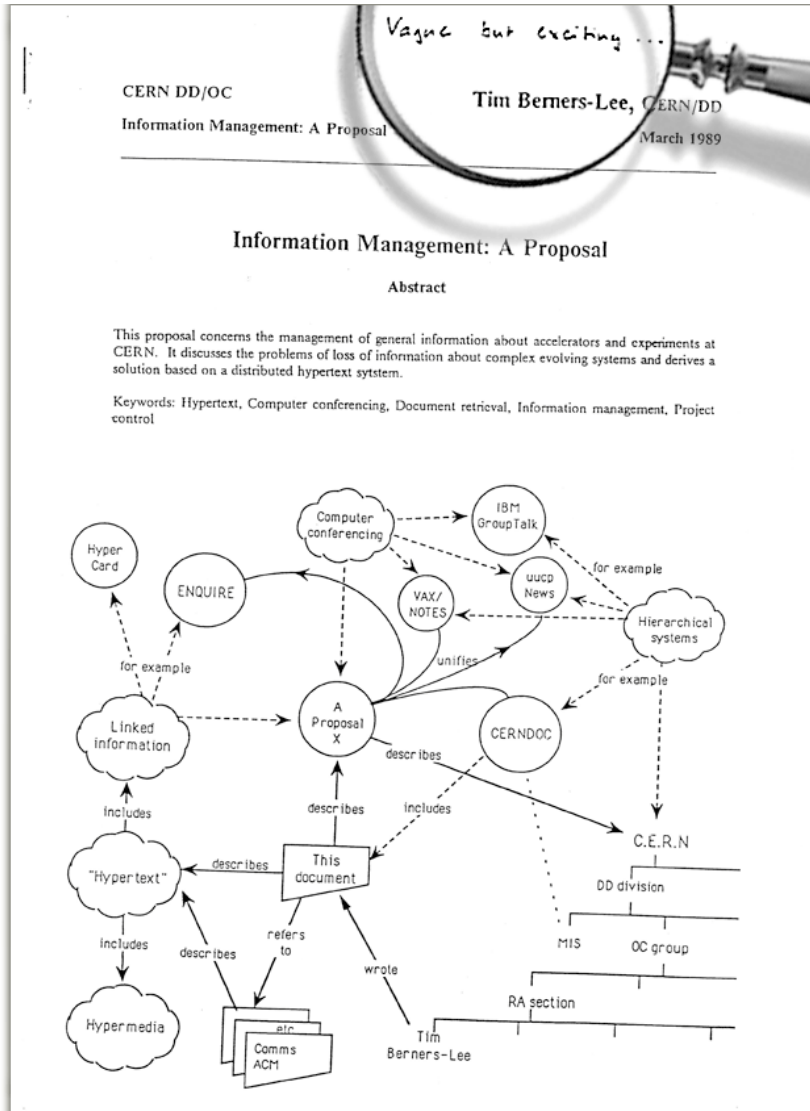 Vague but exciting ...
CERN DD/OC
Tim Berners-Lee, CERN/DD
Information Management: A Proposal
March 1989
Information Management: A Proposal
Abstract
This proposal concerns the management of general information about accelerators and experiments at
CERN. It discusses the problems of loss of information about complex evolving systems and derives a
solution based on a distributed hypertext sytstem.
Keywords: Hypertext, Computer conferencing, Document retrieval, Information management, Project
control
Computer
conferencing
IBM
GroupTalk
Hyper
Card
ENQUIRE
VAX/
NOTES
uucp
News
for example
Hierarchical
systems
unifies
for example
for example
Linked
information
A
Proposal
X
CERNDOC
describes
includes
describes
includes
C.E.R.N
"Hypertext"
describes
This
document
DD division
includes
describes
refers
to
wrote
MIS
OC group
Hypermedia
etc
Comms
ACM
RA section
Tim
Berners-Lee